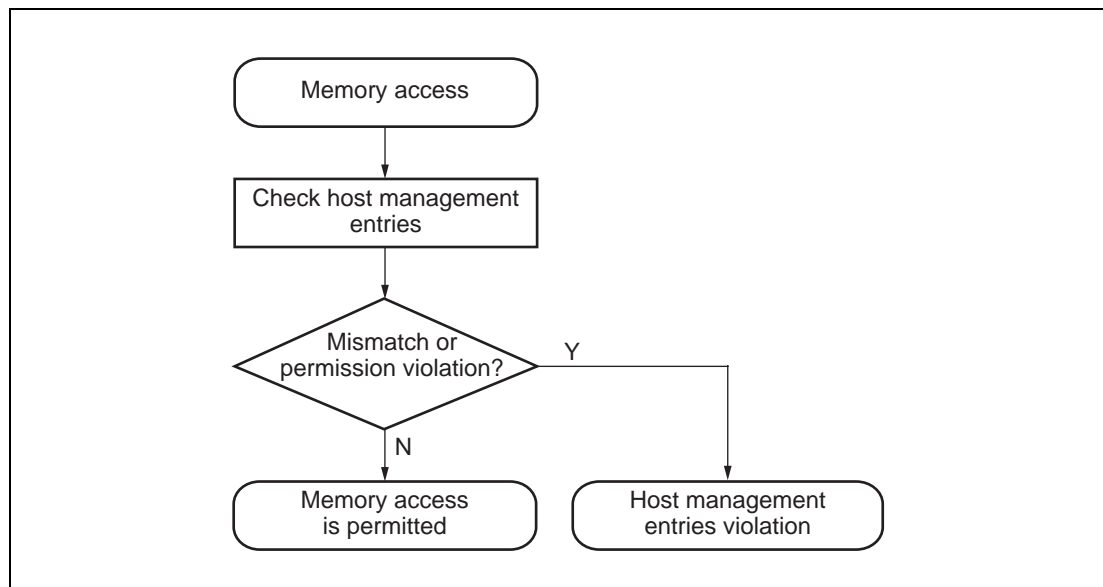 Memory access
Check host management
entries
Mismatch or
permission violation?
Y
N
Memory access
is permitted
Host management
entries violation